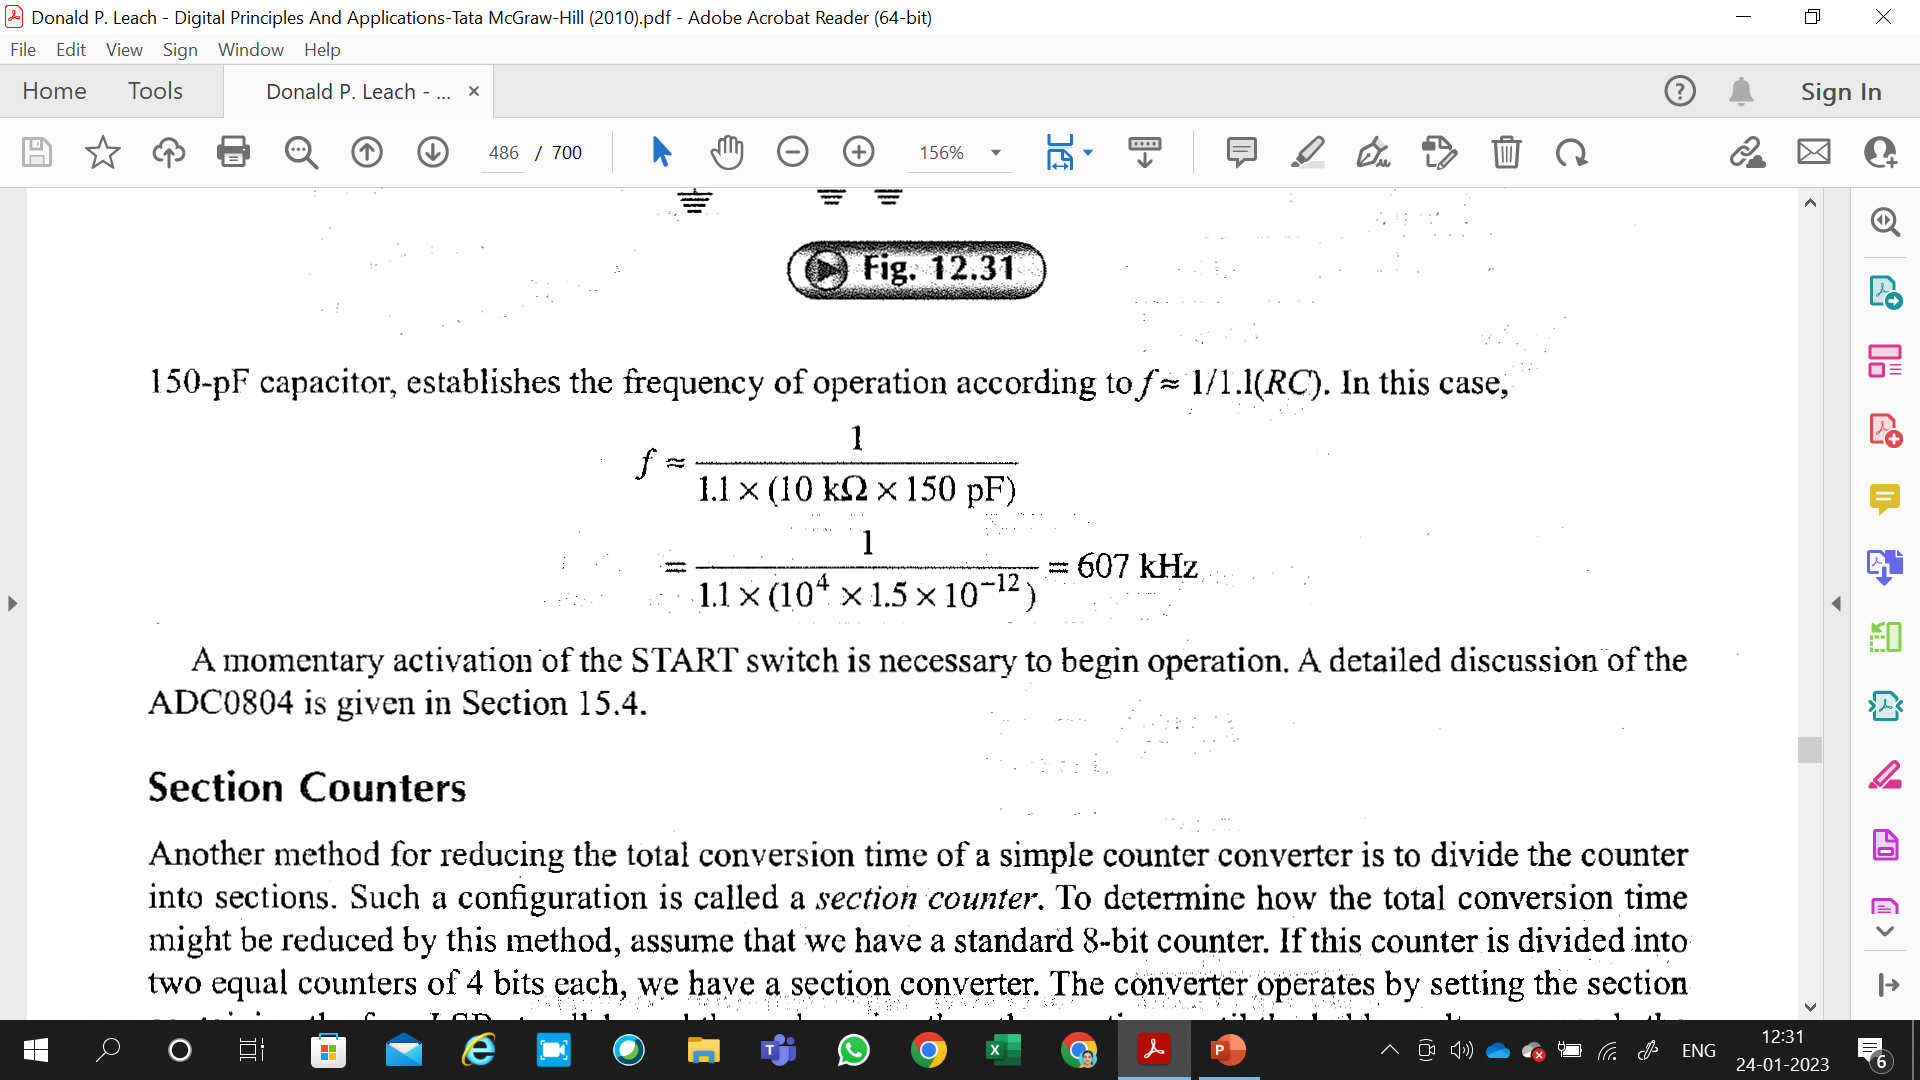 Donald P. Leach - Digital Principles And Applications-Tata McGraw-Hill (2010).pdf - Adobe Acrobat Reader (64-bit)
File Edit View Sign Window Help
Home Tools Donald P. Leach - ... × Sign In
486 / 700 156%
Fig. 12.31
150-pF capacitor, establishes the frequency of operation according to f ≈ 1/1.1(RC). In this case,
1
f ≈
1.1 × (10 kΩ × 150 pF)
1
= = 607 kHz
1.1 × (10⁴ × 1.5 × 10⁻¹²)
A momentary activation of the START switch is necessary to begin operation. A detailed discussion of the
ADC0804 is given in Section 15.4.
Section Counters
Another method for reducing the total conversion time of a simple counter converter is to divide the counter
into sections. Such a configuration is called a section counter. To determine how the total conversion time
might be reduced by this method, assume that we have a standard 8-bit counter. If this counter is divided into
two equal counters of 4 bits each, we have a section converter. The converter operates by setting the section
ENG
12:31
24-01-2023
6